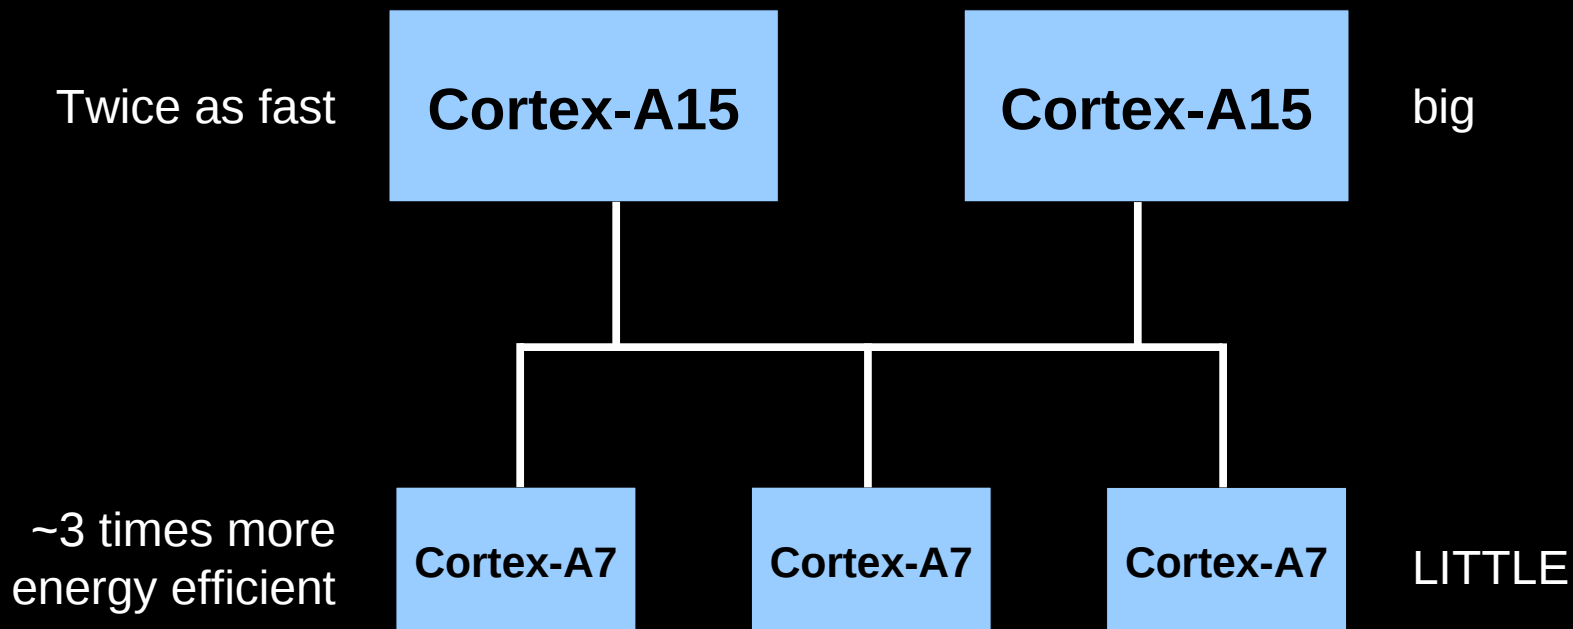 Twice as fast
Cortex-A15
Cortex-A15
big
~3 times more
energy efficient
Cortex-A7
Cortex-A7
Cortex-A7
LITTLE